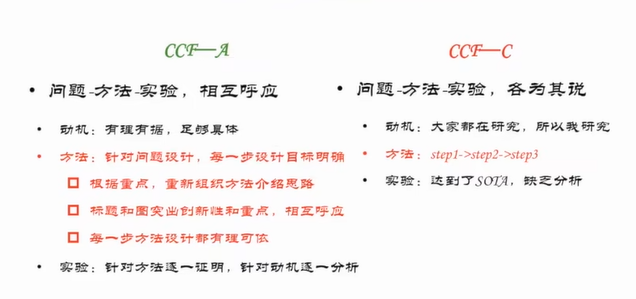 CCF—A
• 问题-方法-实验，相互呼应
• 动机：有理有据，足够具体
• 方法：针对问题设计，每一步设计目标明确
□ 根据重点，重新组织方法介绍思路
□ 标题和图突出创新性和重点，相互呼应
□ 每一步方法设计都有理可依
• 实验：针对方法逐一证明，针对动机逐一分析
CCF—C
• 问题-方法-实验，各为其说
• 动机：大家都在研究，所以我研究
• 方法：step1->step2->step3
• 实验：达到了SOTA，缺乏分析